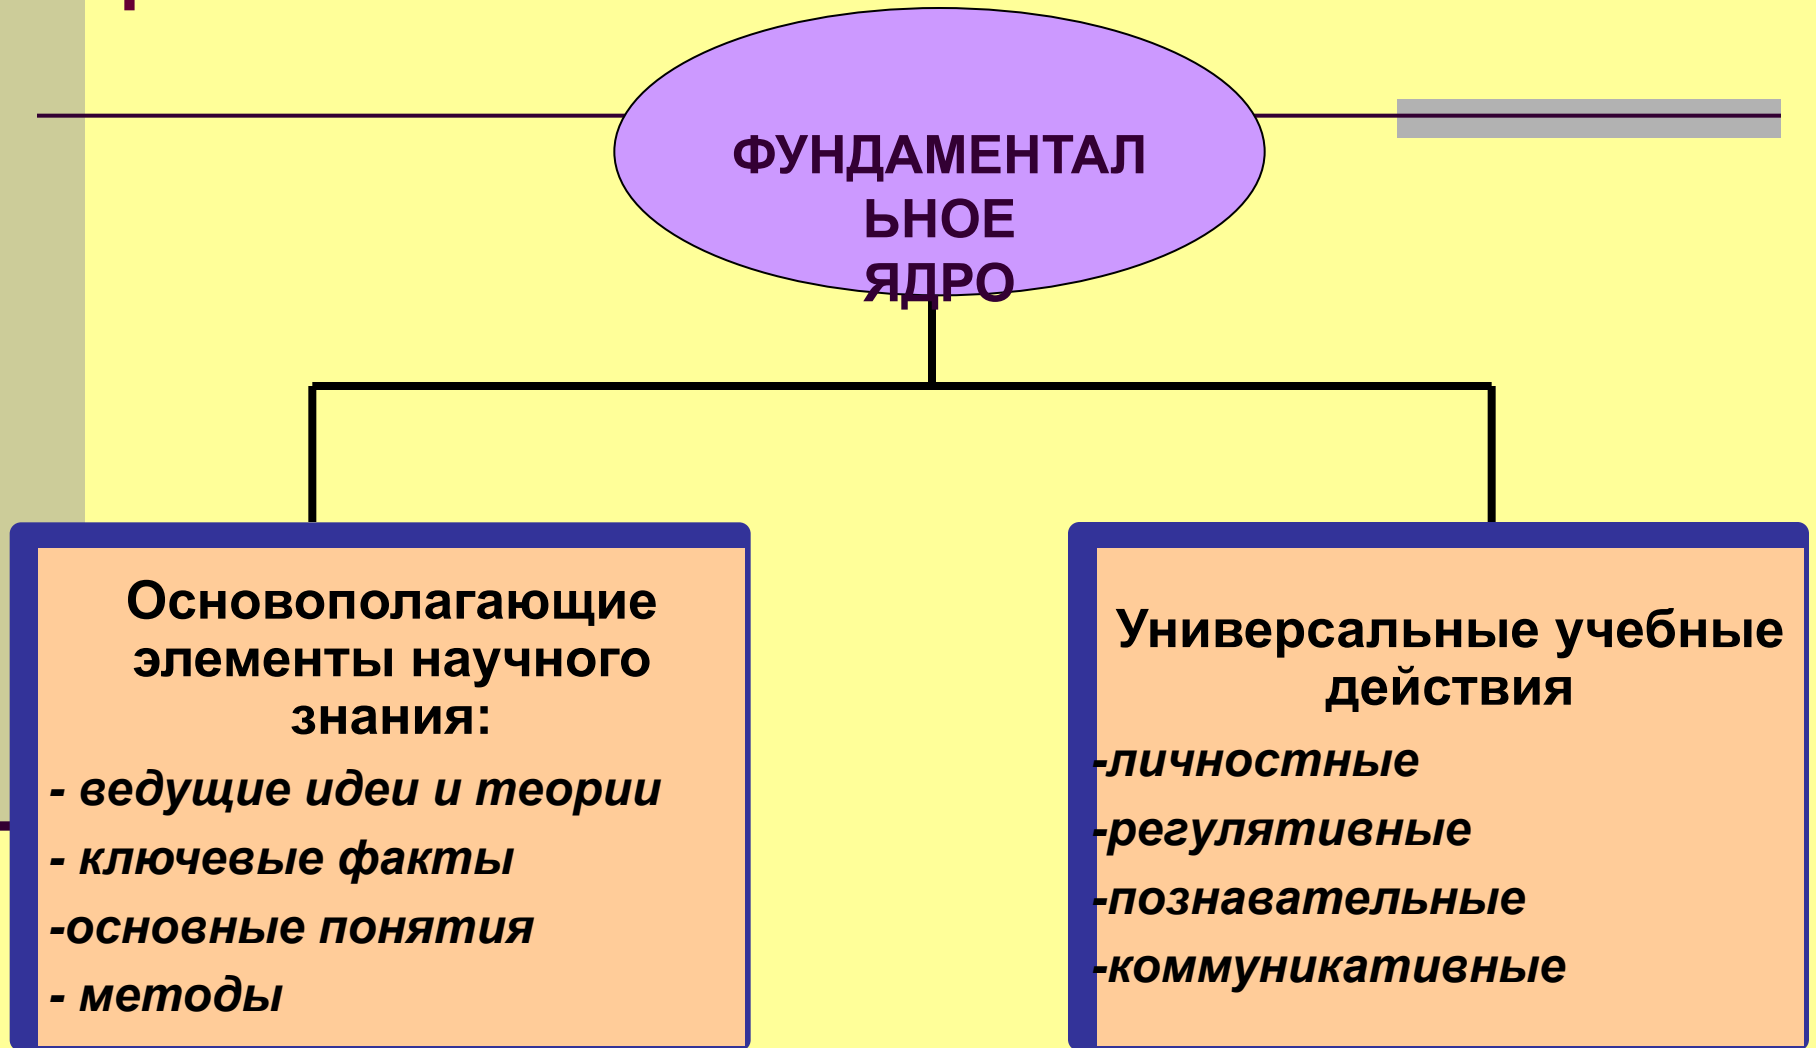 ФУНДАМЕНТАЛ
ЬНОЕ
ЯДРО
Основополагающие
элементы научного
знания:
- ведущие идеи и теории
- ключевые факты
-основные понятия
- методы
Универсальные учебные
действия
-личностные
-регулятивные
-познавательные
-коммуникативные